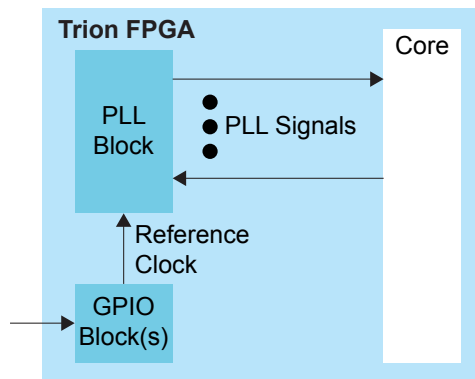 Trion FPGA
Core
PLL
Block
PLL Signals
Reference
Clock
GPIO
Block(s)